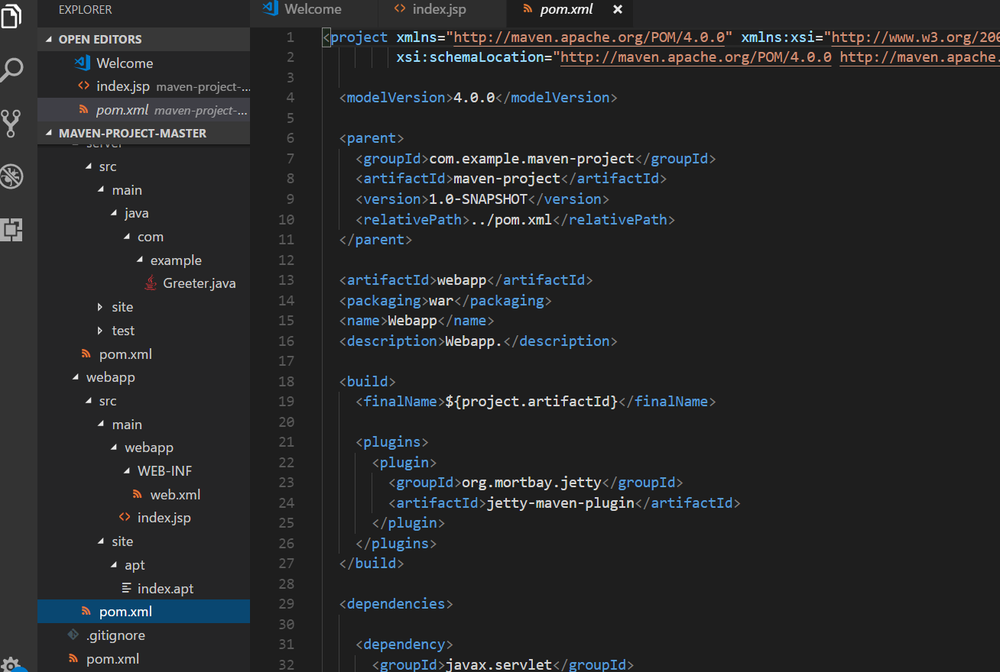 EXPLORER
OPEN EDITORS
Welcome
index.jsp maven-project-...
pom.xml maven-project-...
MAVEN-PROJECT-MASTER
server
src
main
java
com
example
Greeter.java
site
test
pom.xml
webapp
src
main
webapp
WEB-INF
web.xml
index.jsp
site
apt
index.apt
pom.xml
.gitignore
pom.xml
Welcome
index.jsp
pom.xml
1 <project xmlns="http://maven.apache.org/POM/4.0.0" xmlns:xsi="http://www.w3.org/200
2 xsi:schemaLocation="http://maven.apache.org/POM/4.0.0 http://maven.apache.
3
4 <modelVersion>4.0.0</modelVersion>
5
6 <parent>
7 <groupId>com.example.maven-project</groupId>
8 <artifactId>maven-project</artifactId>
9 <version>1.0-SNAPSHOT</version>
10 <relativePath>../pom.xml</relativePath>
11 </parent>
12
13 <artifactId>webapp</artifactId>
14 <packaging>war</packaging>
15 <name>Webapp</name>
16 <description>Webapp.</description>
17
18 <build>
19 <finalName>${project.artifactId}</finalName>
20
21 <plugins>
22 <plugin>
23 <groupId>org.mortbay.jetty</groupId>
24 <artifactId>jetty-maven-plugin</artifactId>
25 </plugin>
26 </plugins>
27 </build>
28
29 <dependencies>
30
31 <dependency>
32 <groupId>javax.servlet</groupId>